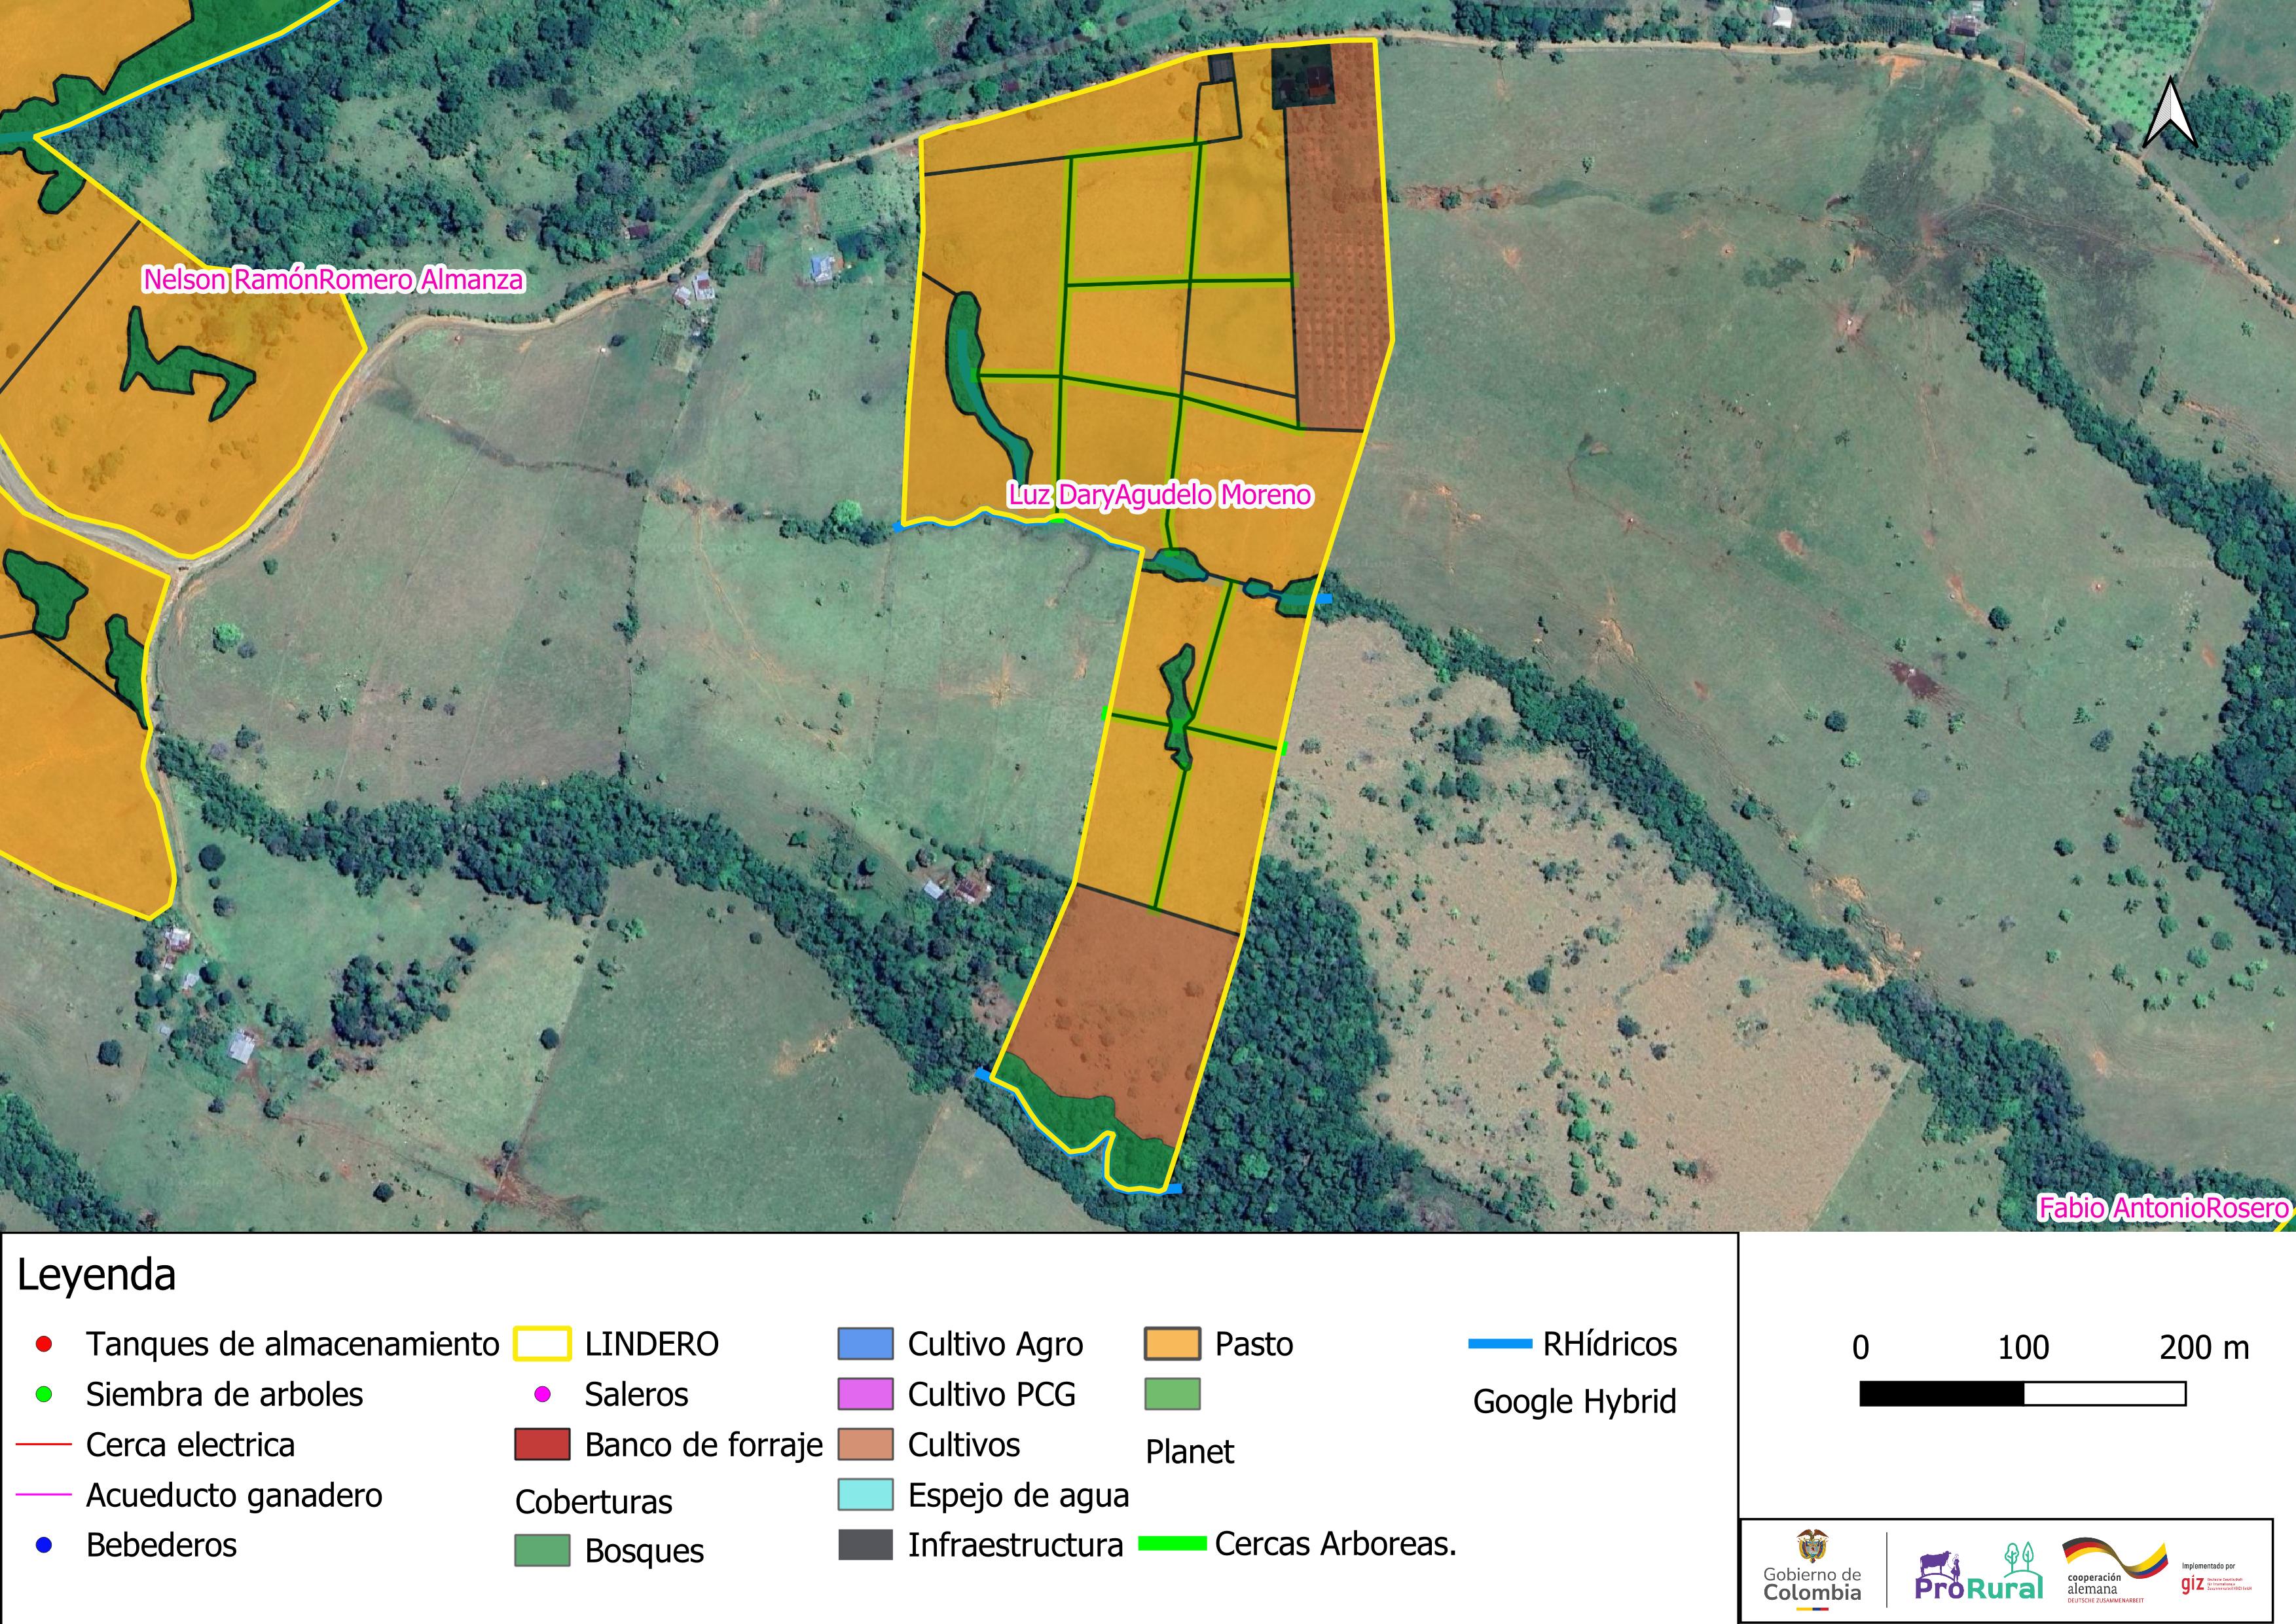 Nelson RamónRomero Almanza
Luz DaryAgudelo Moreno
Fabio AntonioRosero
Leyenda
Tanques de almacenamiento
Siembra de arboles
Cerca electrica
Acueducto ganadero
Bebederos
LINDERO
Saleros
Banco de forraje
Coberturas
Bosques
Cultivo Agro
Cultivo PCG
Cultivos
Espejo de agua
Infraestructura
Pasto
Planet
Cercas Arboreas.
RHídricos
Google Hybrid
0 100 200 m
Gobierno de
Colombia
ProRural
cooperación
alemana
DEUTSCHE ZUSAMMENARBEIT
Implementado por
giz